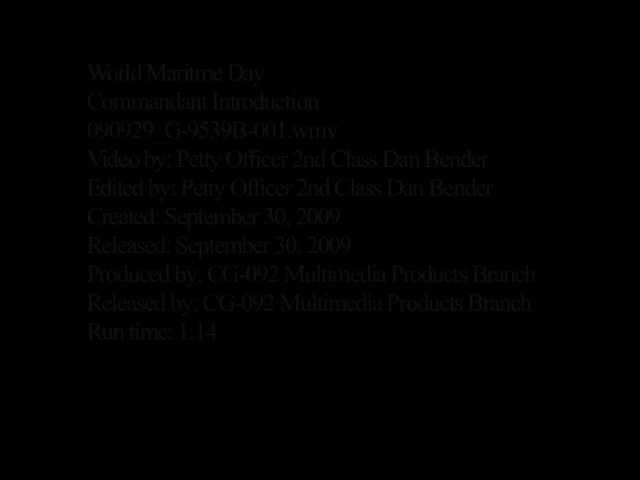 World Maritme Day
Commandant Introduction
090929_G-9539B-001.wmv
Video by: Petty Officer 2nd Class Dan Bender
Edited by: Petty Officer 2nd Class Dan Bender
Created: September 30, 2009
Released: September 30, 2009
Produced by: CG-092 Multimedia Products Branch
Released by: CG-092 Multimedia Products Branch
Run time: 1:14